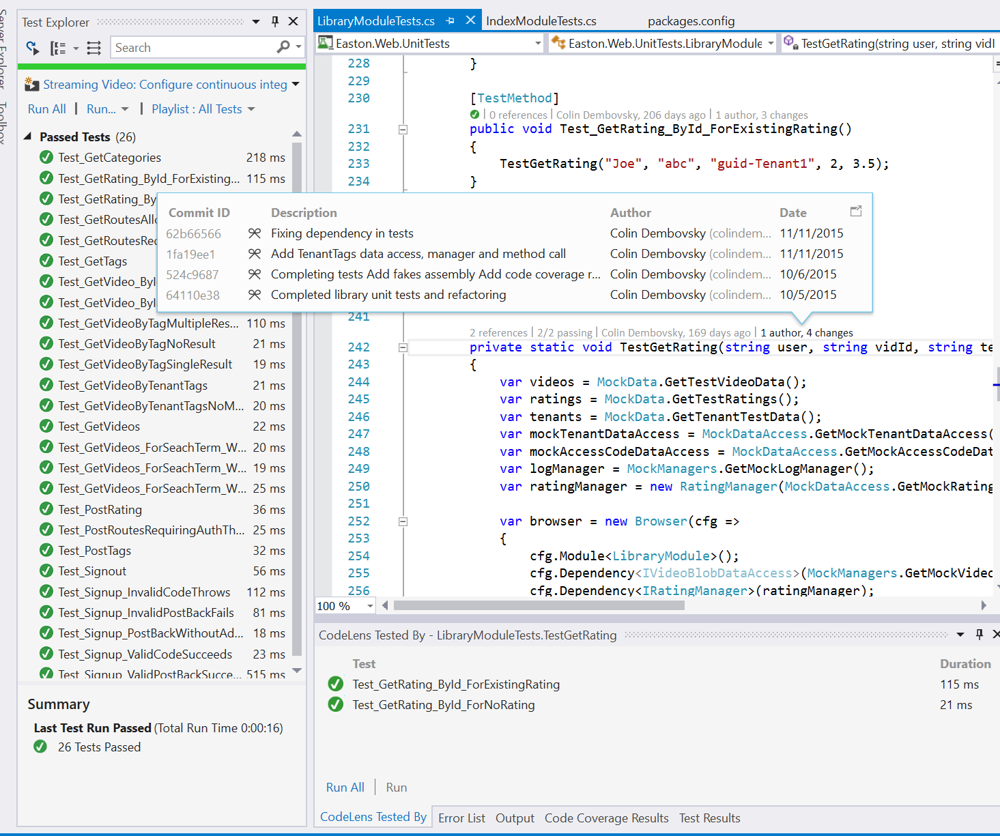 Server Explorer
Toolbox
Test Explorer
Search
Streaming Video: Configure continuous integ
Run All | Run... | Playlist : All Tests
Passed Tests (26)
Test_GetCategories 218 ms
Test_GetRating_ById_ForExisting... 115 ms
Test_GetRating_By
Test_GetRoutesAll
Test_GetRoutesReq
Test_GetTags
Test_GetVideo_ByI
Test_GetVideo_ByI
Test_GetVideoByTagMultipleRes... 110 ms
Test_GetVideoByTagNoResult 21 ms
Test_GetVideoByTagSingleResult 19 ms
Test_GetVideoByTenantTags 21 ms
Test_GetVideoByTenantTagsNoM... 20 ms
Test_GetVideos 22 ms
Test_GetVideos_ForSeachTerm_W... 20 ms
Test_GetVideos_ForSeachTerm_W... 19 ms
Test_GetVideos_ForSeachTerm_W... 25 ms
Test_PostRating 36 ms
Test_PostRoutesRequiringAuthTh... 25 ms
Test_PostTags 32 ms
Test_Signout 56 ms
Test_Signup_InvalidCodeThrows 112 ms
Test_Signup_InvalidPostBackFails 81 ms
Test_Signup_PostBackWithoutAd... 18 ms
Test_Signup_ValidCodeSucceeds 23 ms
Test_Signup_ValidPostBackSucce... 515 ms
Summary
Last Test Run Passed (Total Run Time 0:00:16)
26 Tests Passed
LibraryModuleTests.cs IndexModuleTests.cs packages.config
Easton.Web.UnitTests Easton.Web.UnitTests.LibraryModule TestGetRating(string user, string vidI
228 }
229
230 [TestMethod]
0 references | Colin Dembovsky, 206 days ago | 1 author, 3 changes
231 public void Test_GetRating_ById_ForExistingRating()
232 {
233 TestGetRating("Joe", "abc", "guid-Tenant1", 2, 3.5);
234 }
Commit ID Description Author Date
62b66566 Fixing dependency in tests Colin Dembovsky (colindem... 11/11/2015
1fa19ee1 Add TenantTags data access, manager and method call Colin Dembovsky (colindem... 11/11/2015
524c9687 Completing tests Add fakes assembly Add code coverage r... Colin Dembovsky (colindem... 10/6/2015
64110e38 Completed library unit tests and refactoring Colin Dembovsky (colindem... 10/5/2015
241
2 references | 2/2 passing | Colin Dembovsky, 169 days ago | 1 author, 4 changes
242 private static void TestGetRating(string user, string vidId, string te
243 {
244 var videos = MockData.GetTestVideoData();
245 var ratings = MockData.GetTestRatings();
246 var tenants = MockData.GetTenantTestData();
247 var mockTenantDataAccess = MockDataAccess.GetMockTenantDataAccess(
248 var mockAccessCodeDataAccess = MockDataAccess.GetMockAccessCodeDat
249 var logManager = MockManagers.GetMockLogManager();
250 var ratingManager = new RatingManager(MockDataAccess.GetMockRating
251
252 var browser = new Browser(cfg =>
253 {
254 cfg.Module<LibraryModule>();
255 cfg.Dependency<IVideoBlobDataAccess>(MockManagers.GetMockVideo
256 cfg.Dependency<IRatingManager>(ratingManager);
100 %
CodeLens Tested By - LibraryModuleTests.TestGetRating
Test Duration
Test_GetRating_ById_ForExistingRating 115 ms
Test_GetRating_ById_ForNoRating 21 ms
Run All | Run
CodeLens Tested By Error List Output Code Coverage Results Test Results